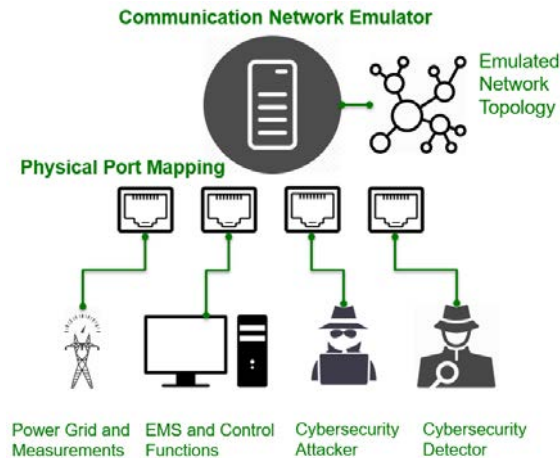 Communication Network Emulator
Emulated
Network
Topology
Physical Port Mapping
Power Grid and
Measurements
EMS and Control
Functions
Cybersecurity
Attacker
Cybersecurity
Detector